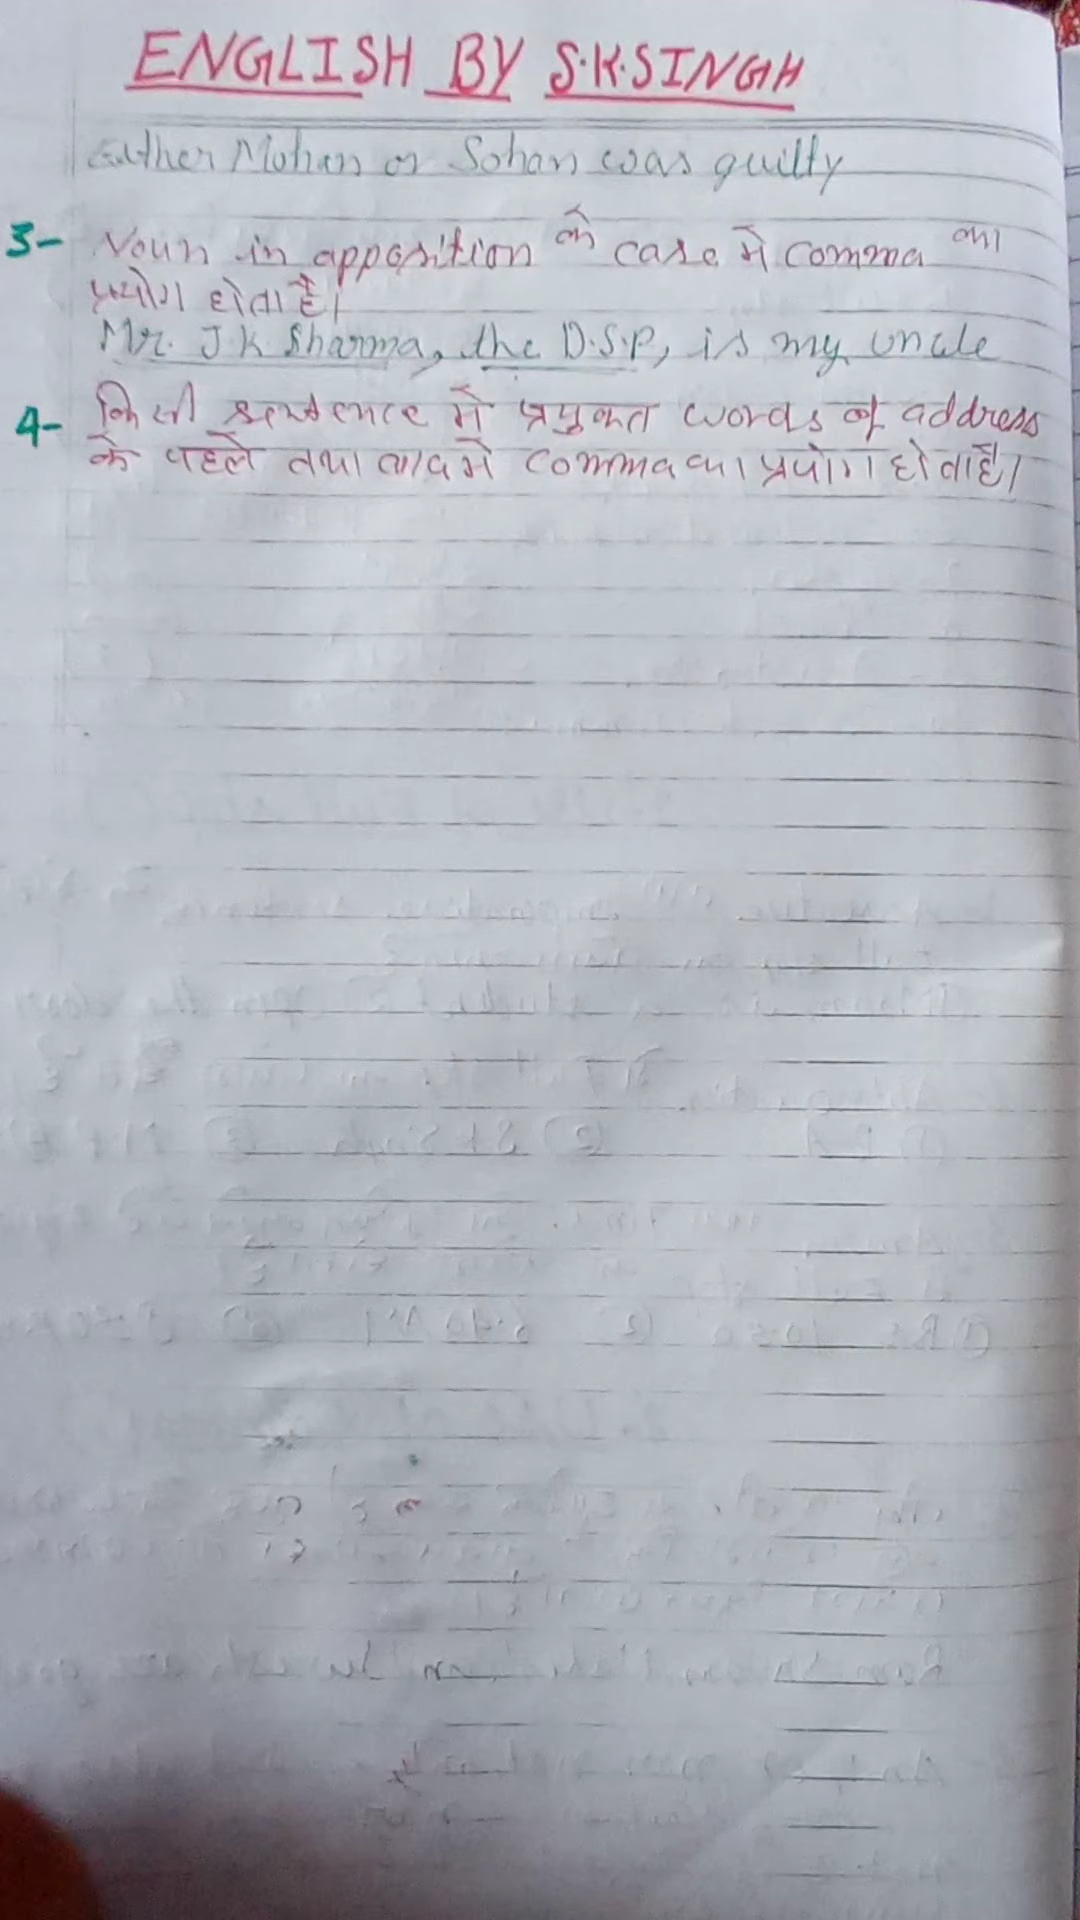 ENGLISH BY S.K.SINGH
Either Mohan or Sohan was guilty
3- Noun in apposition के case मे comma का
प्रयोग होता है।
Mr. J.K Sharma, the D.S.P, is my uncle
4- किसी sentence मे प्रयुक्त words of address
के पहले तथा बाद मे comma का प्रयोग होता है।